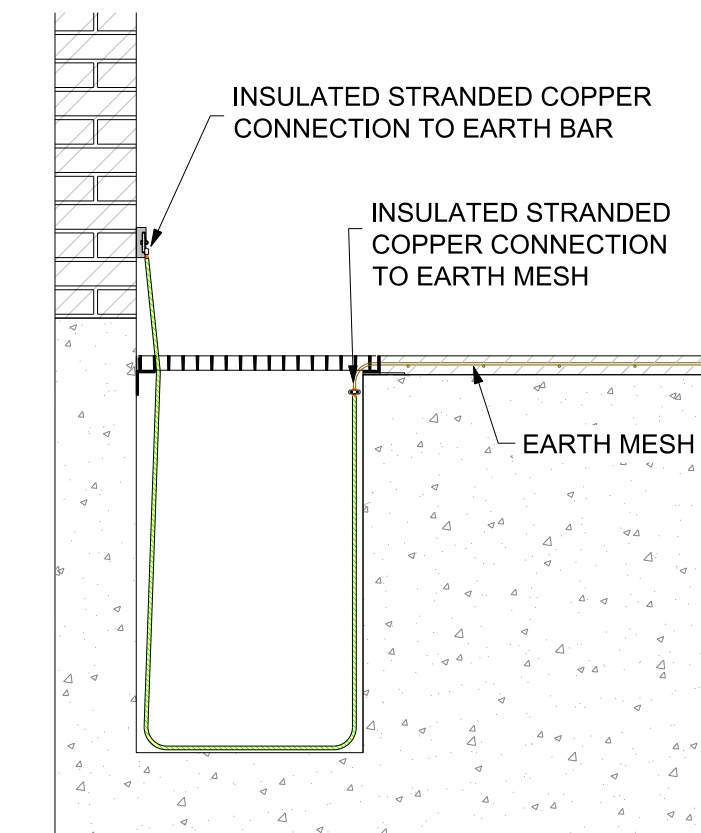 INSULATED STRANDED COPPER
CONNECTION TO EARTH BAR
INSULATED STRANDED
COPPER CONNECTION
TO EARTH MESH
EARTH MESH